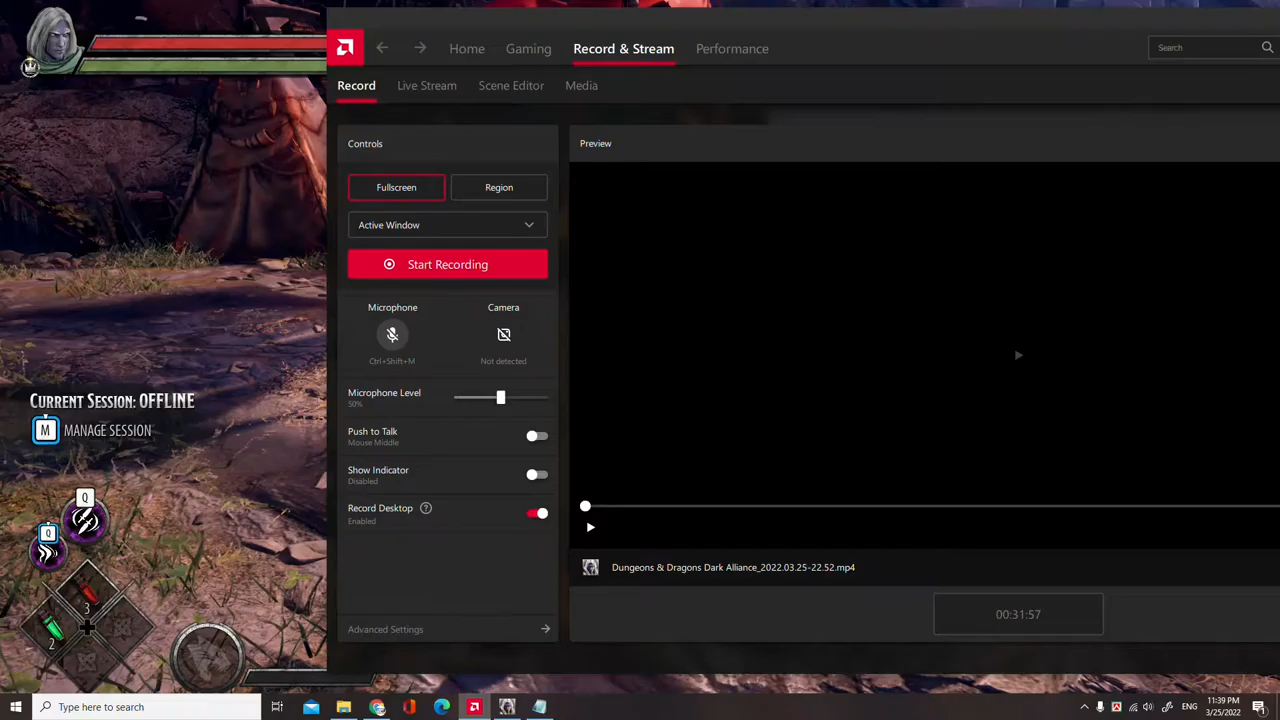 Home Gaming Record & Stream Performance Search
Record Live Stream Scene Editor Media
Controls
Preview
Fullscreen Region
Active Window
Start Recording
Microphone Camera
Ctrl+Shift+M Not detected
Microphone Level
50%
Push to Talk
Mouse Middle
Show Indicator
Disabled
Record Desktop ?
Enabled
Advanced Settings
Dungeons & Dragons Dark Alliance_2022.03.25-22.52.mp4
00:31:57
CURRENT SESSION: OFFLINE
M MANAGE SESSION
Q
Q
3
2
Type here to search
ENG
11:39 PM
3/25/2022